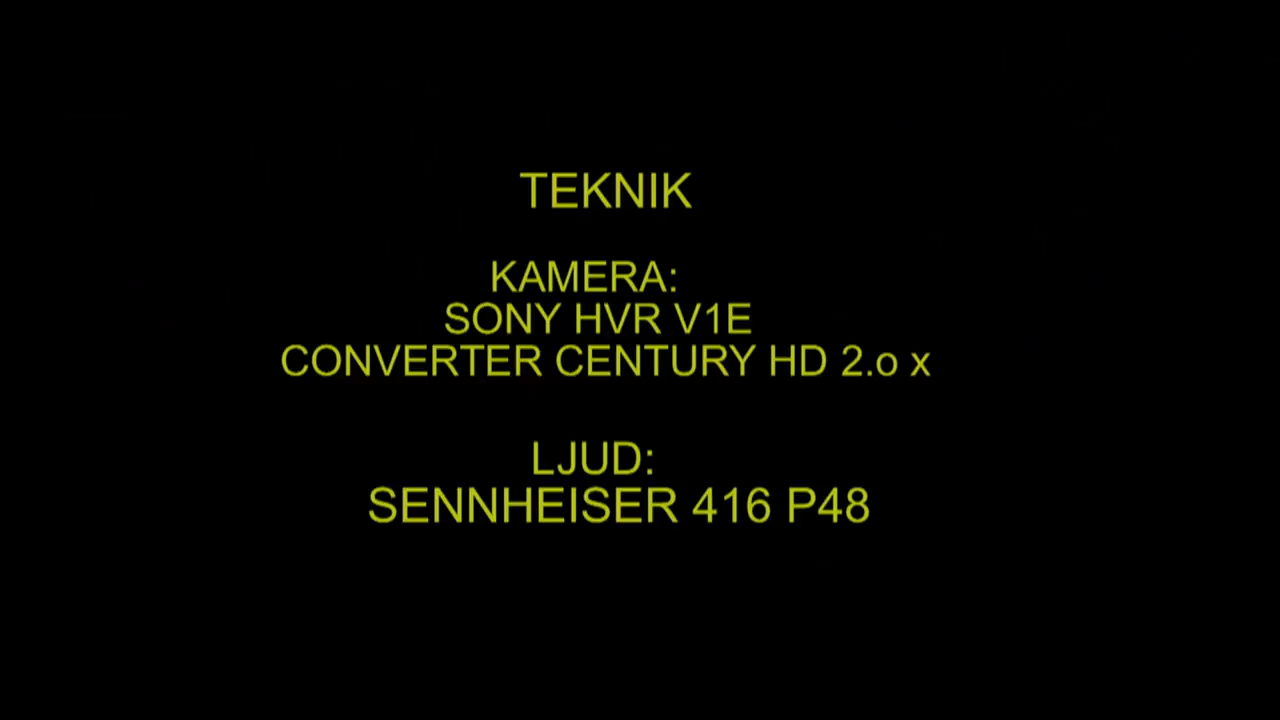 TEKNIK
KAMERA:
SONY HVR V1E
CONVERTER CENTURY HD 2.o x
LJUD:
SENNHEISER 416 P48